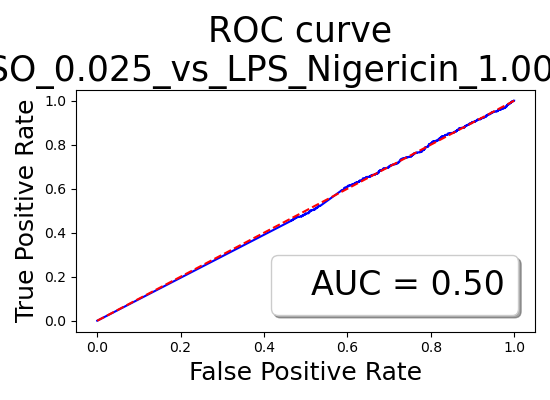 ROC curve
SO_0.025_vs_LPS_Nigericin_1.00
True Positive Rate
1.0
0.8
0.6
0.4
0.2
0.0
AUC = 0.50
0.0 0.2 0.4 0.6 0.8 1.0
False Positive Rate